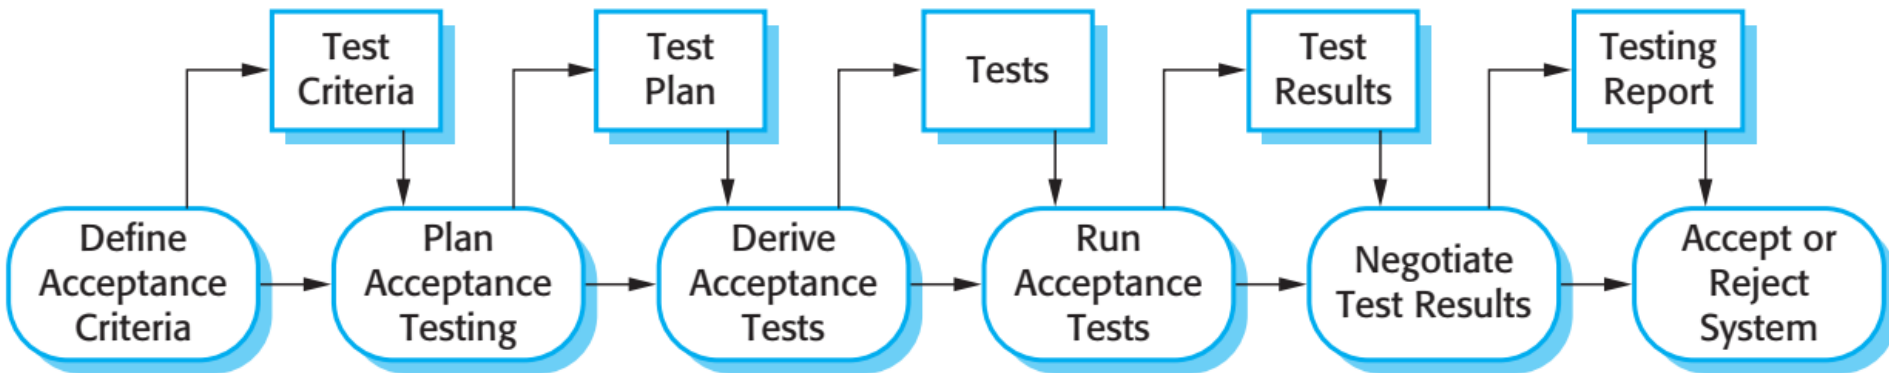 Test
Criteria
Test
Plan
Tests
Test
Results
Testing
Report
Define
Acceptance
Criteria
Plan
Acceptance
Testing
Derive
Acceptance
Tests
Run
Acceptance
Tests
Negotiate
Test Results
Accept or
Reject
System